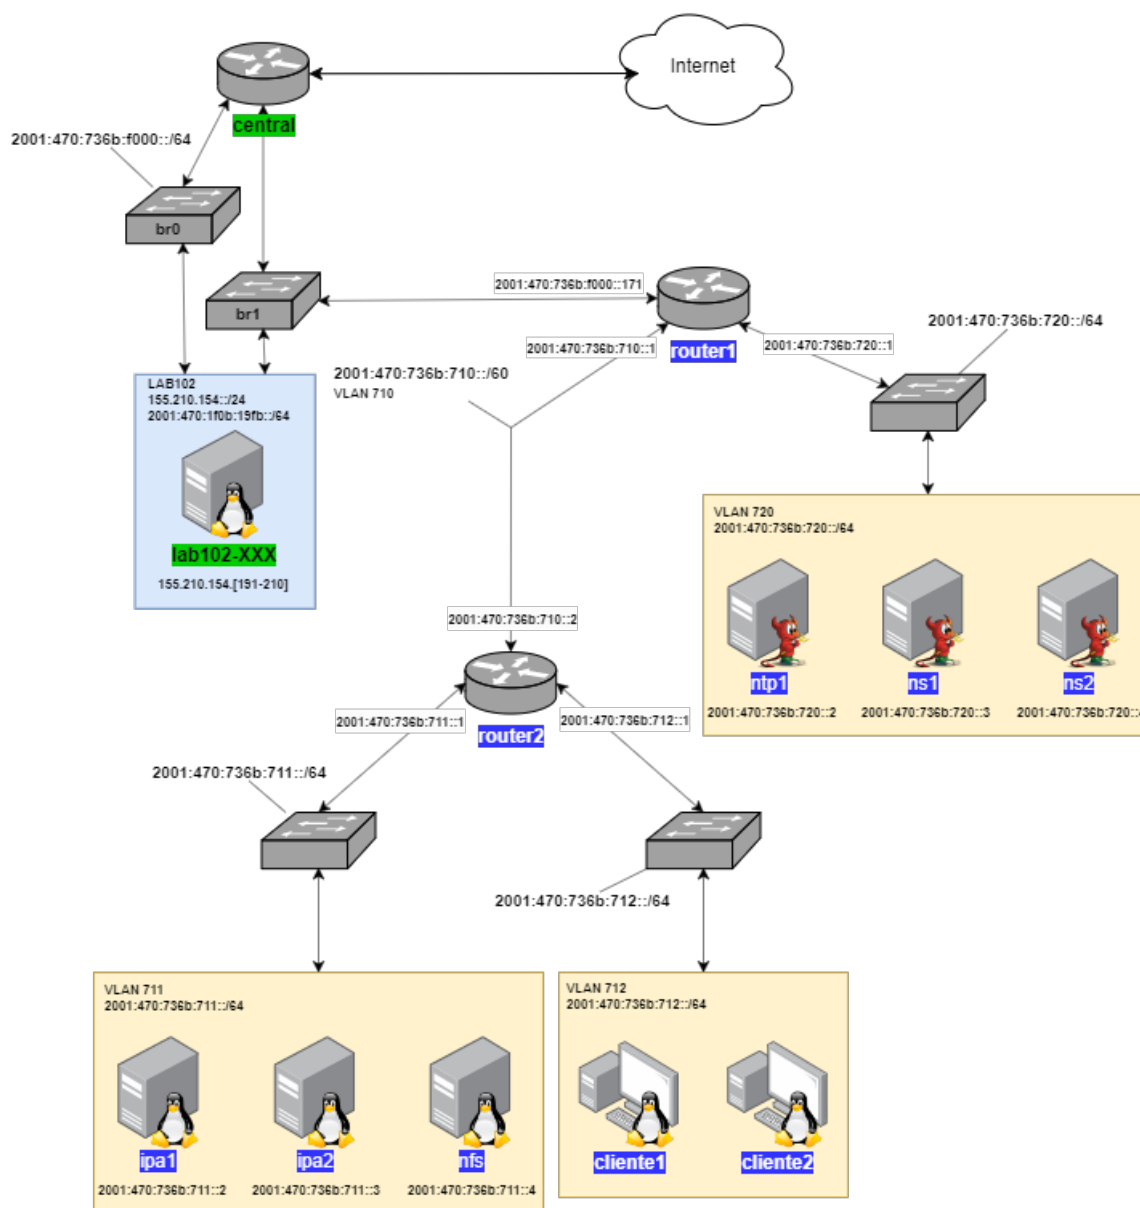 Internet
central
2001:470:736b:f000::/64
br0
br1
2001:470:736b:f000::171
router1
2001:470:736b:710::1
2001:470:736b:720::1
2001:470:736b:720::/64
2001:470:736b:710::/60
VLAN 710
LAB102
155.210.154::/24
2001:470:1f0b:19fb::/64
lab102-XXX
155.210.154.[191-210]
VLAN 720
2001:470:736b:720::/64
ntp1
ns1
ns2
2001:470:736b:720::2
2001:470:736b:720::3
2001:470:736b:720::
2001:470:736b:710::2
router2
2001:470:736b:711::1
2001:470:736b:712::1
2001:470:736b:711::/64
2001:470:736b:712::/64
VLAN 711
2001:470:736b:711::/64
ipa1
ipa2
nfs
2001:470:736b:711::2
2001:470:736b:711::3
2001:470:736b:711::4
VLAN 712
2001:470:736b:712::/64
cliente1
cliente2